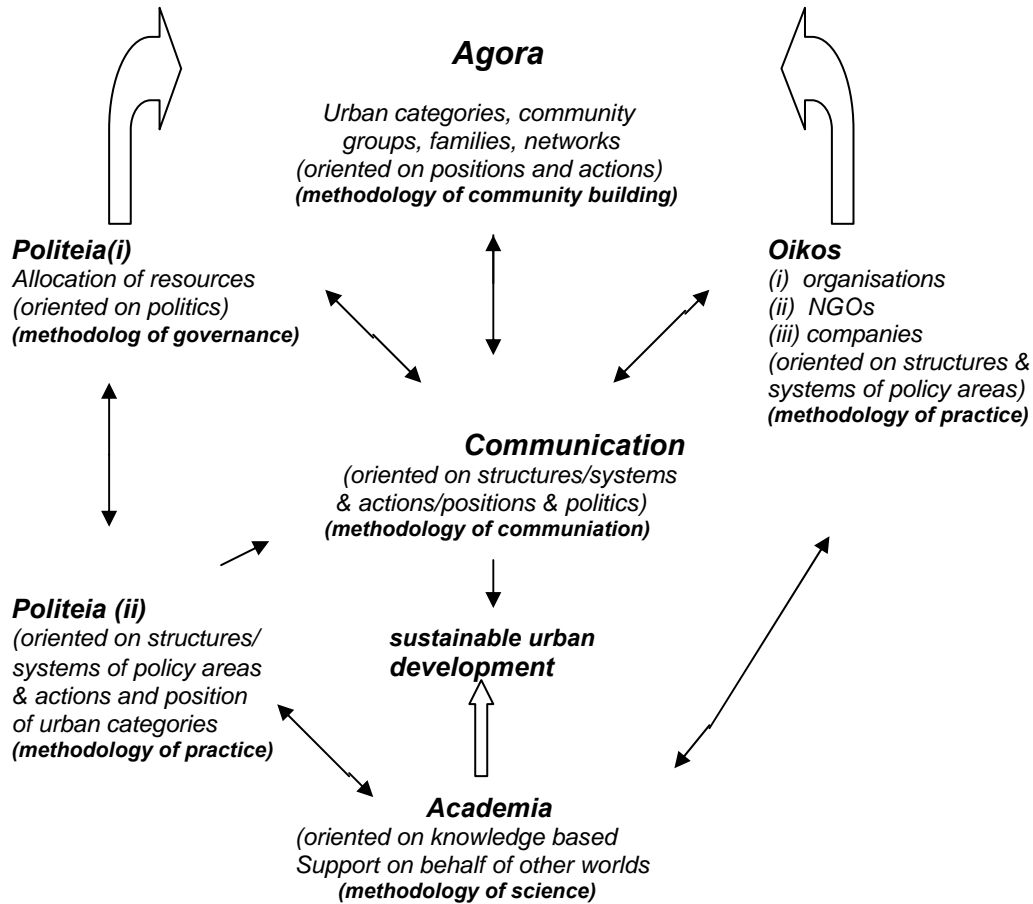 Agora
Urban categories, community
groups, families, networks
(oriented on positions and actions)
(methodology of community building)
Politeia(i)
Allocation of resources
(oriented on politics)
(methodolog of governance)
Oikos
(i) organisations
(ii) NGOs
(iii) companies
(oriented on structures &
systems of policy areas)
(methodology of practice)
Communication
(oriented on structures/systems
& actions/positions & politics)
(methodology of communiation)
Politeia (ii)
(oriented on structures/
systems of policy areas
& actions and position
of urban categories
(methodology of practice)
sustainable urban
development
Academia
(oriented on knowledge based
Support on behalf of other worlds
(methodology of science)